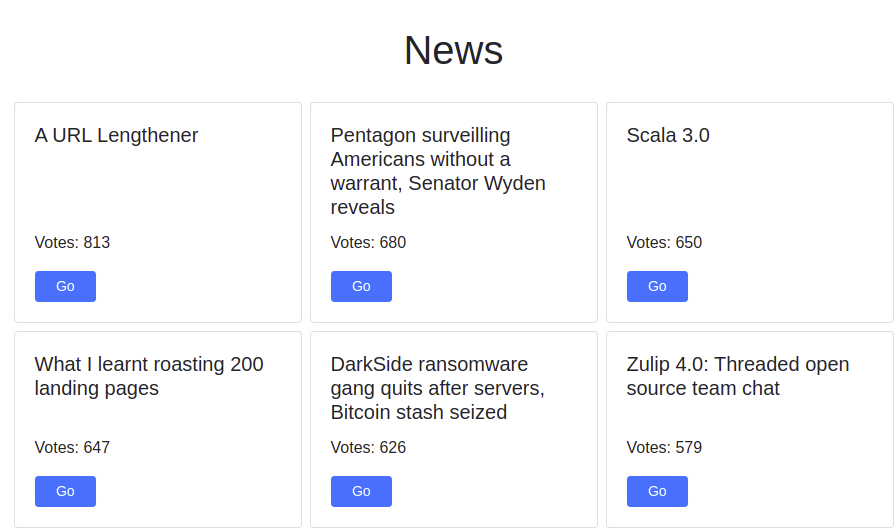 News
A URL Lengthener
Votes: 813
Go
Pentagon surveilling
Americans without a
warrant, Senator Wyden
reveals
Votes: 680
Go
Scala 3.0
Votes: 650
Go
What I learnt roasting 200
landing pages
Votes: 647
Go
DarkSide ransomware
gang quits after servers,
Bitcoin stash seized
Votes: 626
Go
Zulip 4.0: Threaded open
source team chat
Votes: 579
Go